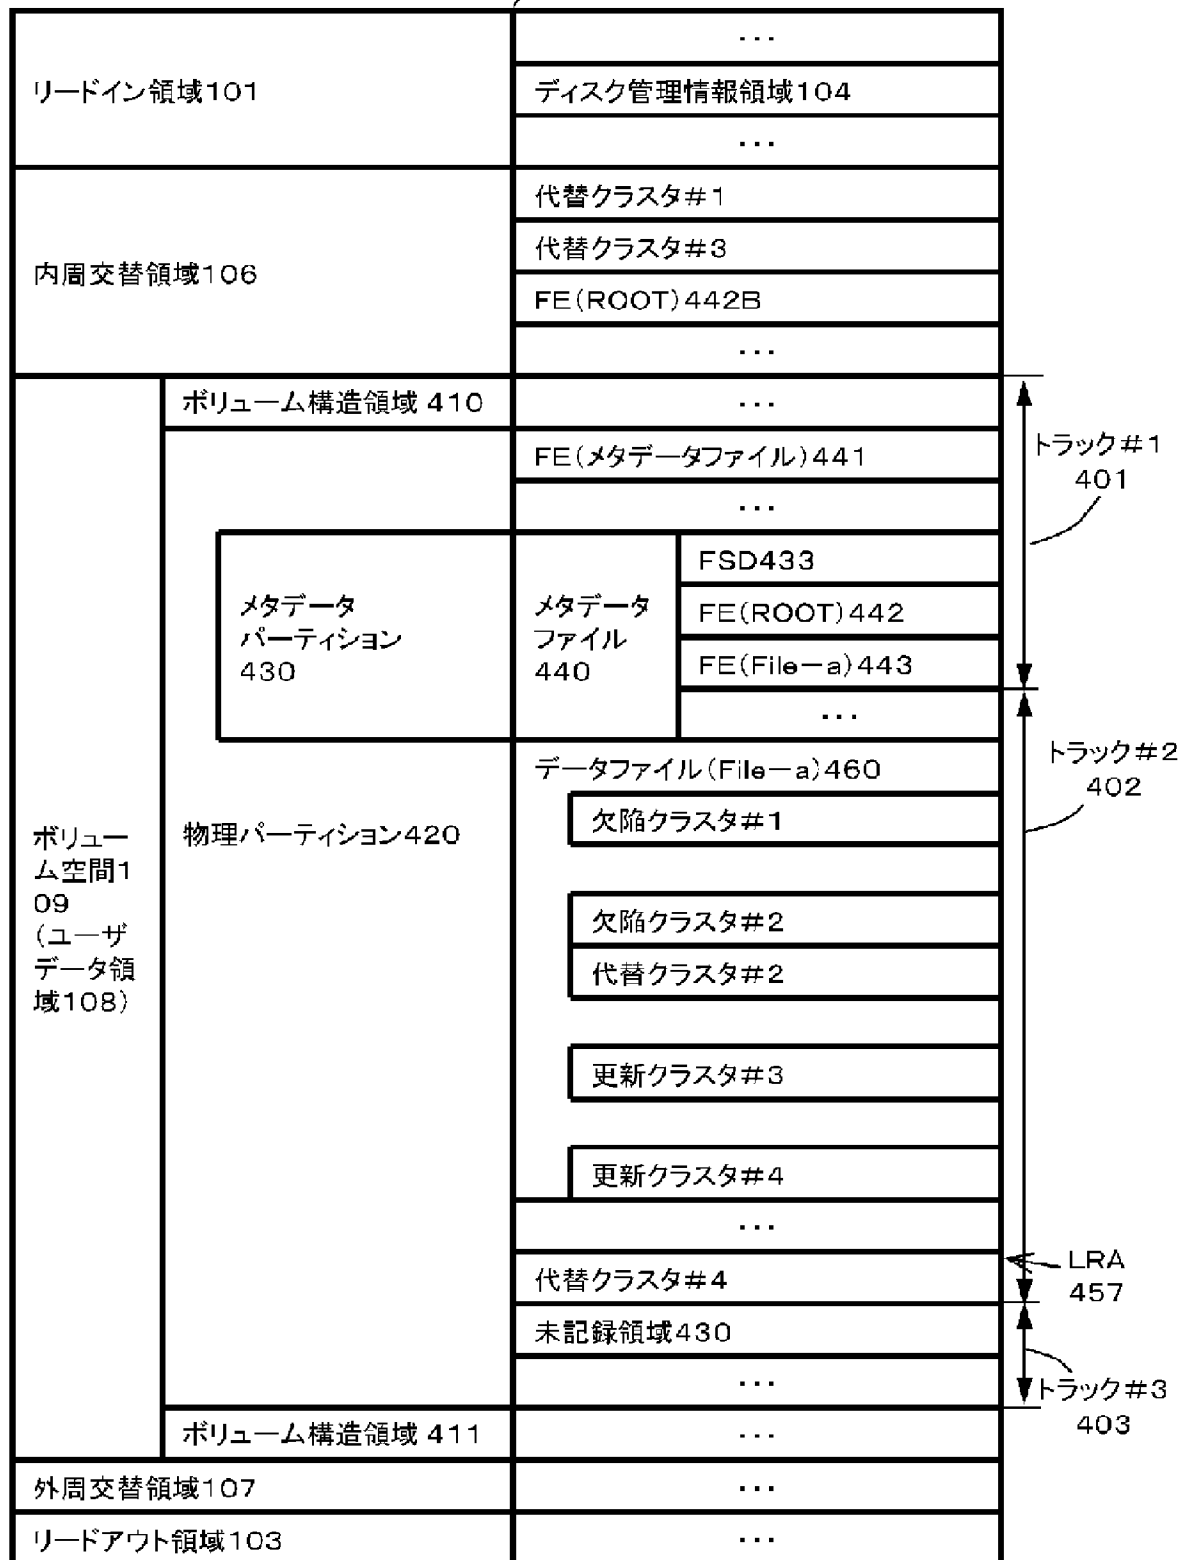 ・・・
リードイン領域101
ディスク管理情報領域104
・・・
代替クラスタ#1
代替クラスタ#3
内周交替領域106
FE(ROOT)442B
・・・
ボリューム構造領域 410
・・・
FE(メタデータファイル)441
トラック#1
401
・・・
FSD433
メタデータ
パーティション
430
メタデータ
ファイル
440
FE(ROOT)442
FE(File-a)443
・・・
データファイル(File-a)460
トラック#2
402
欠陥クラスタ#1
ボリュー
ム空間1
09
(ユーザ
データ領
域108)
物理パーティション420
欠陥クラスタ#2
代替クラスタ#2
更新クラスタ#3
更新クラスタ#4
・・・
代替クラスタ#4
LRA
457
未記録領域430
・・・
トラック#3
403
ボリューム構造領域 411
・・・
外周交替領域107
・・・
リードアウト領域103
・・・